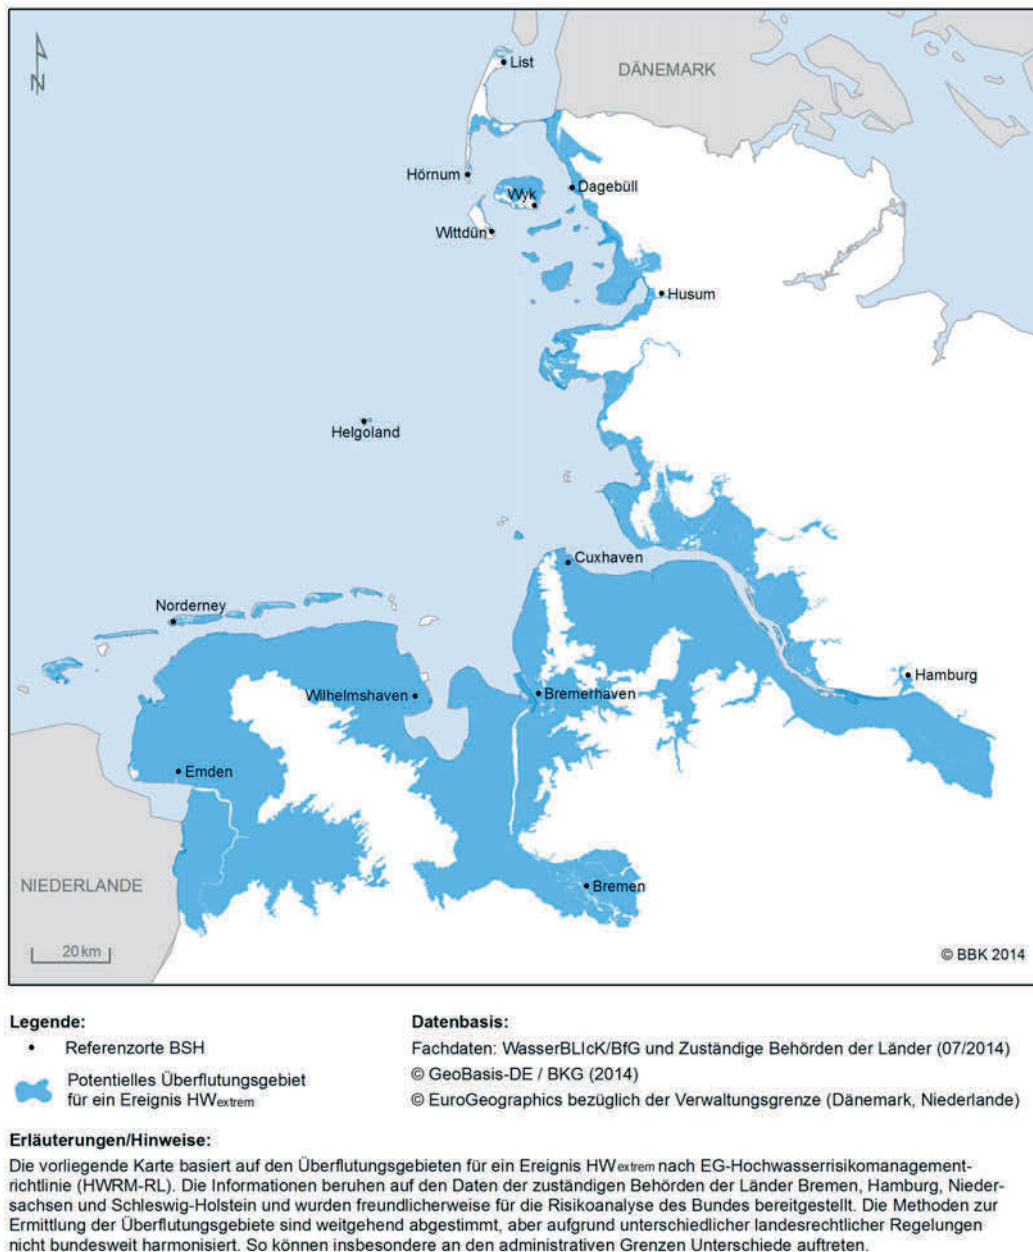 N
List
DÄNEMARK
Hörnum
Wyk
Dagebüll
Wittdün
Husum
Helgoland
Cuxhaven
Norderney
Hamburg
Wilhelmshaven
Bremerhaven
Emden
NIEDERLANDE
Bremen
20 km
© BBK 2014
Legende:
Referenzorte BSH
Potentielles Überflutungsgebiet
für ein Ereignis HWextrem
Datenbasis:
Fachdaten: WasserBLIcK/BfG und Zuständige Behörden der Länder (07/2014)
© GeoBasis-DE / BKG (2014)
© EuroGeographics bezüglich der Verwaltungsgrenze (Dänemark, Niederlande)
Erläuterungen/Hinweise:
Die vorliegende Karte basiert auf den Überflutungsgebieten für ein Ereignis HWextrem nach EG-Hochwasserrisikomanagement-
richtlinie (HWRM-RL). Die Informationen beruhen auf den Daten der zuständigen Behörden der Länder Bremen, Hamburg, Nieder-
sachsen und Schleswig-Holstein und wurden freundlicherweise für die Risikoanalyse des Bundes bereitgestellt. Die Methoden zur
Ermittlung der Überflutungsgebiete sind weitgehend abgestimmt, aber aufgrund unterschiedlicher landesrechtlicher Regelungen
nicht bundesweit harmonisiert. So können insbesondere an den administrativen Grenzen Unterschiede auftreten.